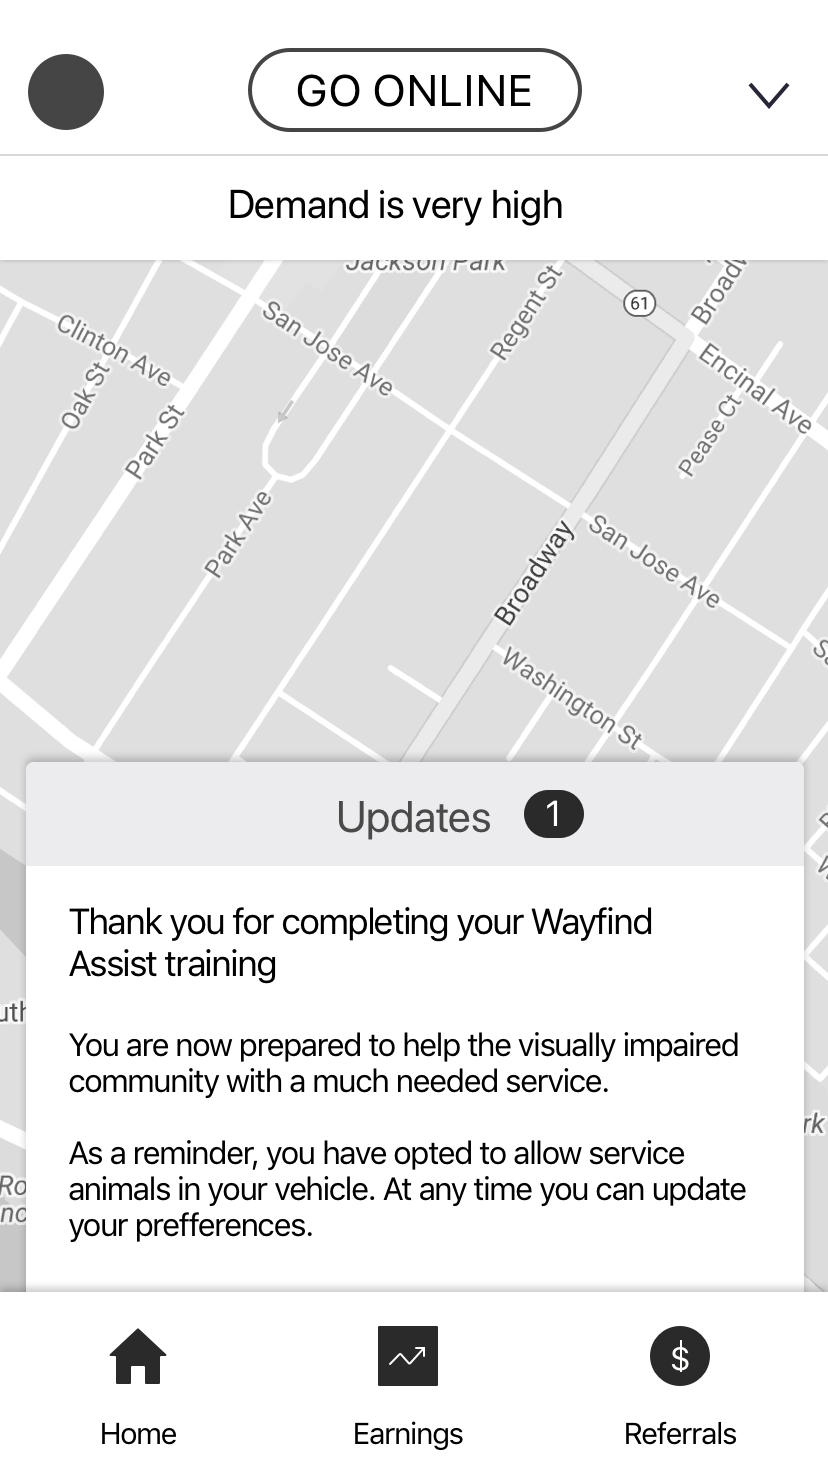 GO ONLINE
Demand is very high
Jackson Park
61
Broadway
Regent St
San Jose Ave
Clinton Ave
Oak St
Park St
Encinal Ave
Pease Ct
Park Ave
Broadway
San Jose Ave
Washington St
Updates 1
Thank you for completing your Wayfind
Assist training
You are now prepared to help the visually impaired
community with a much needed service.
As a reminder, you have opted to allow service
animals in your vehicle. At any time you can update
your prefferences.
$
Home
Earnings
Referrals